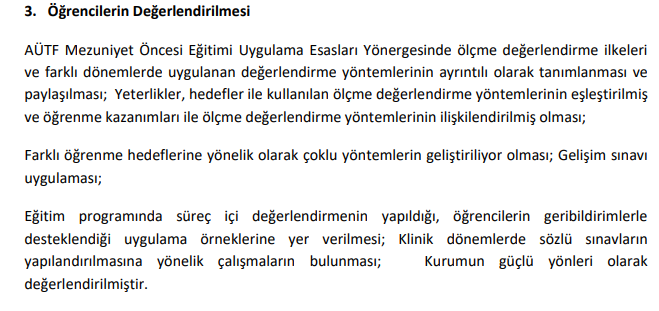 3. Öğrencilerin Değerlendirilmesi
AÜTF Mezuniyet Öncesi Eğitimi Uygulama Esasları Yönergesinde ölçme değerlendirme ilkeleri
ve farklı dönemlerde uygulanan değerlendirme yöntemlerinin ayrıntılı olarak tanımlanması ve
paylaşılması; Yeterlikler, hedefler ile kullanılan ölçme değerlendirme yöntemlerinin eşleştirilmiş
ve öğrenme kazanımları ile ölçme değerlendirme yöntemlerinin ilişkilendirilmiş olması;
Farklı öğrenme hedeflerine yönelik olarak çoklu yöntemlerin geliştiriliyor olması; Gelişim sınavı
uygulaması;
Eğitim programında süreç içi değerlendirmenin yapıldığı, öğrencilerin geribildirimlerle
desteklendiği uygulama örneklerine yer verilmesi; Klinik dönemlerde sözlü sınavların
yapılandırılmasına yönelik çalışmaların bulunması; Kurumun güçlü yönleri olarak
değerlendirilmiştir.